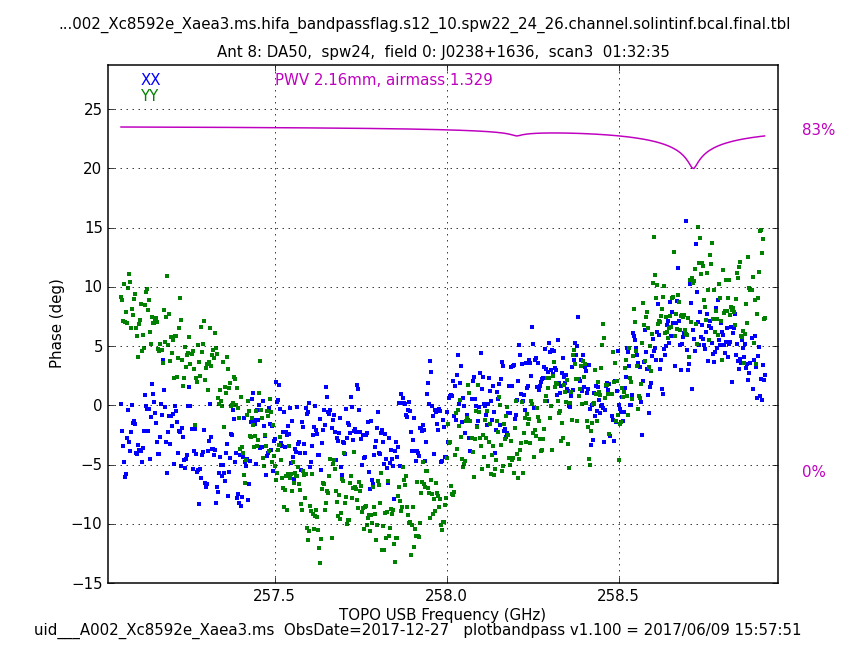 ...002_Xc8592e_Xaea3.ms.hifa_bandpassflag.s12_10.spw22_24_26.channel.solintinf.bcal.final.tbl
Ant 8: DA50,  spw24,  field 0: J0238+1636,  scan3  01:32:35
XX
PWV 2.16mm, airmass 1.329
YY
25
83%
20
15
10
5
0
−5
0%
−10
−15
Phase (deg)
257.5
258.0
258.5
TOPO USB Frequency (GHz)
uid___A002_Xc8592e_Xaea3.ms  ObsDate=2017-12-27   plotbandpass v1.100 = 2017/06/09 15:57:51